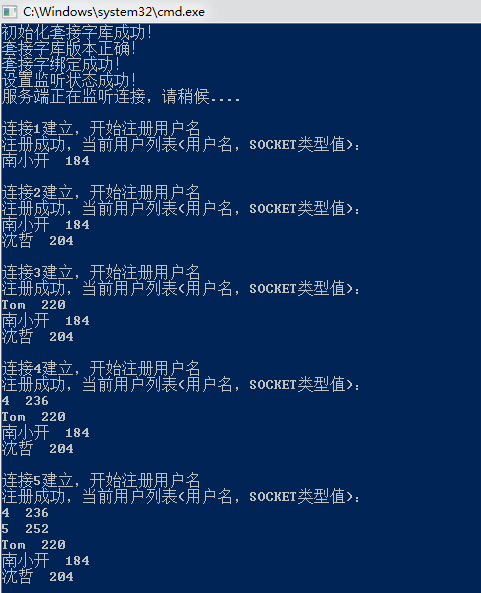 C:\Windows\system32\cmd.exe
初始化套接字库成功!
套接字库版本正确!
套接字绑定成功!
设置监听状态成功!
服务端正在监听连接，请稍候....
连接1建立，开始注册用户名
注册成功，当前用户列表<用户名，SOCKET类型值>：
南小开  184
连接2建立，开始注册用户名
注册成功，当前用户列表<用户名，SOCKET类型值>：
南小开  184
沈哲  204
连接3建立，开始注册用户名
注册成功，当前用户列表<用户名，SOCKET类型值>：
Tom  220
南小开  184
沈哲  204
连接4建立，开始注册用户名
注册成功，当前用户列表<用户名，SOCKET类型值>：
4  236
Tom  220
南小开  184
沈哲  204
连接5建立，开始注册用户名
注册成功，当前用户列表<用户名，SOCKET类型值>：
4  236
5  252
Tom  220
南小开  184
沈哲  204